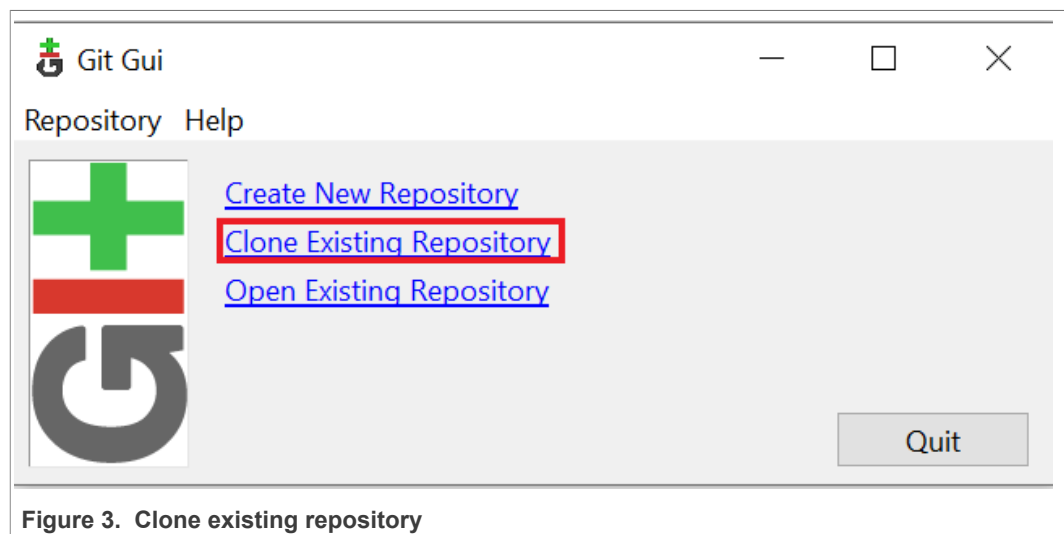 Git Gui
Repository Help
Create New Repository
Clone Existing Repository
Open Existing Repository
GIT
Quit
Figure 3. Clone existing repository